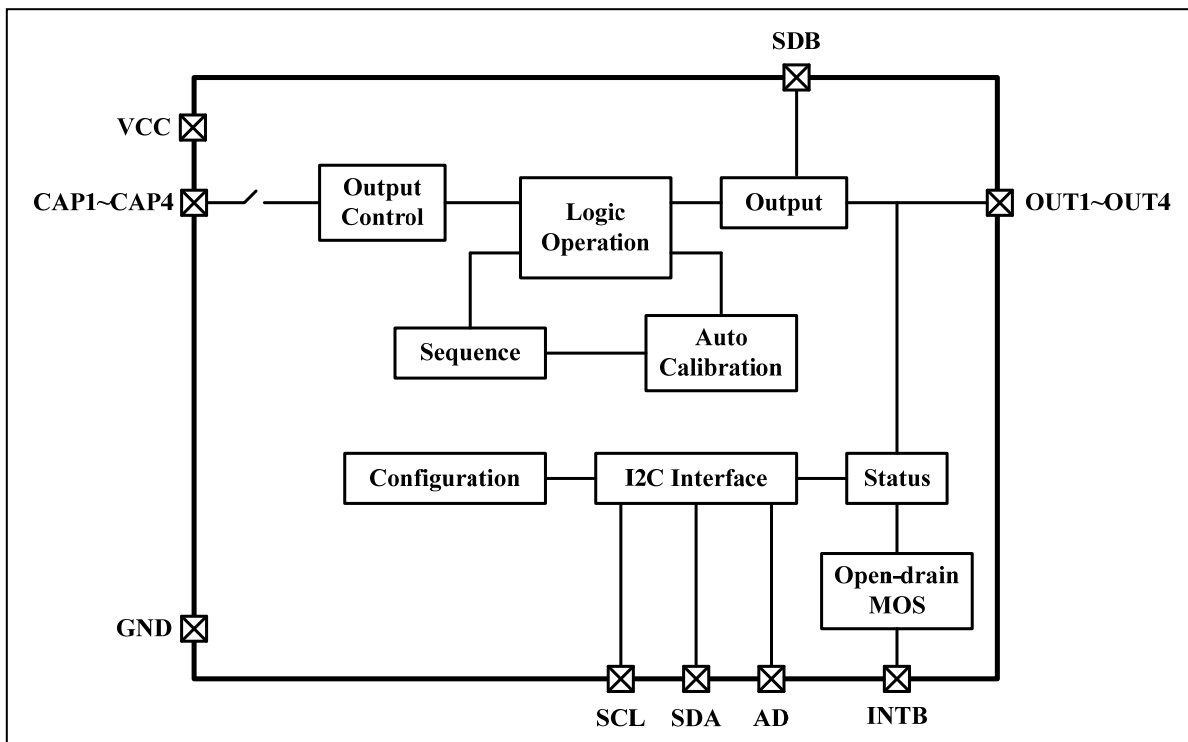 SDB
VCC
CAP1~CAP4
Output
Control
Logic
Operation
Output
OUT1~OUT4
Sequence
Auto
Calibration
Configuration
I2C Interface
Status
Open-drain
MOS
GND
SCL
SDA
AD
INTB